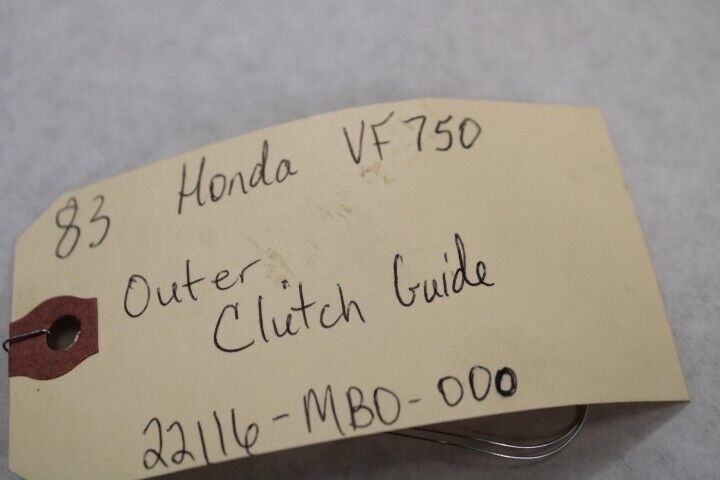 83 Honda VF750
Outer
Clutch Guide
22116-MB0-000